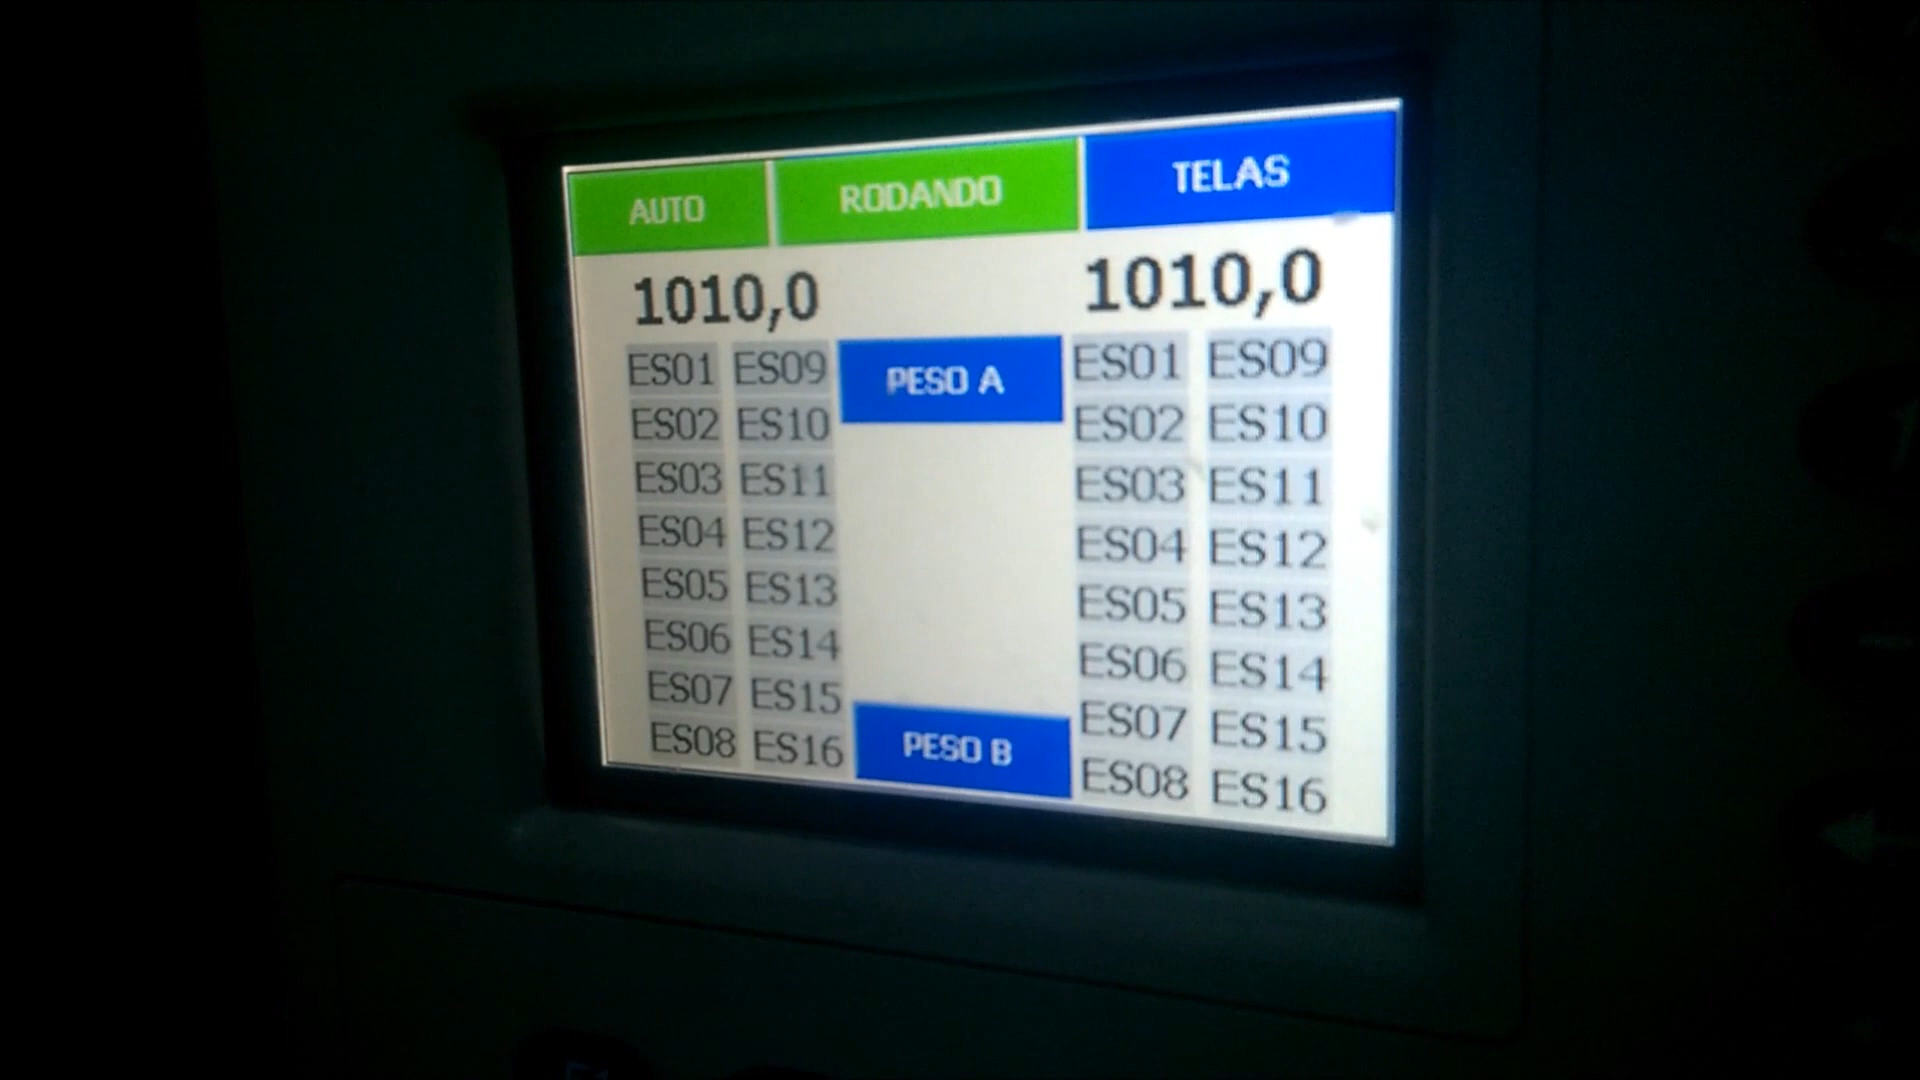 AUTO RODANDO TELAS
1010,0 1010,0
ES01 ES09 PESO A ES01 ES09
ES02 ES10 ES02 ES10
ES03 ES11 ES03 ES11
ES04 ES12 ES04 ES12
ES05 ES13 ES05 ES13
ES06 ES14 ES06 ES14
ES07 ES15 ES07 ES15
ES08 ES16 PESO B ES08 ES16